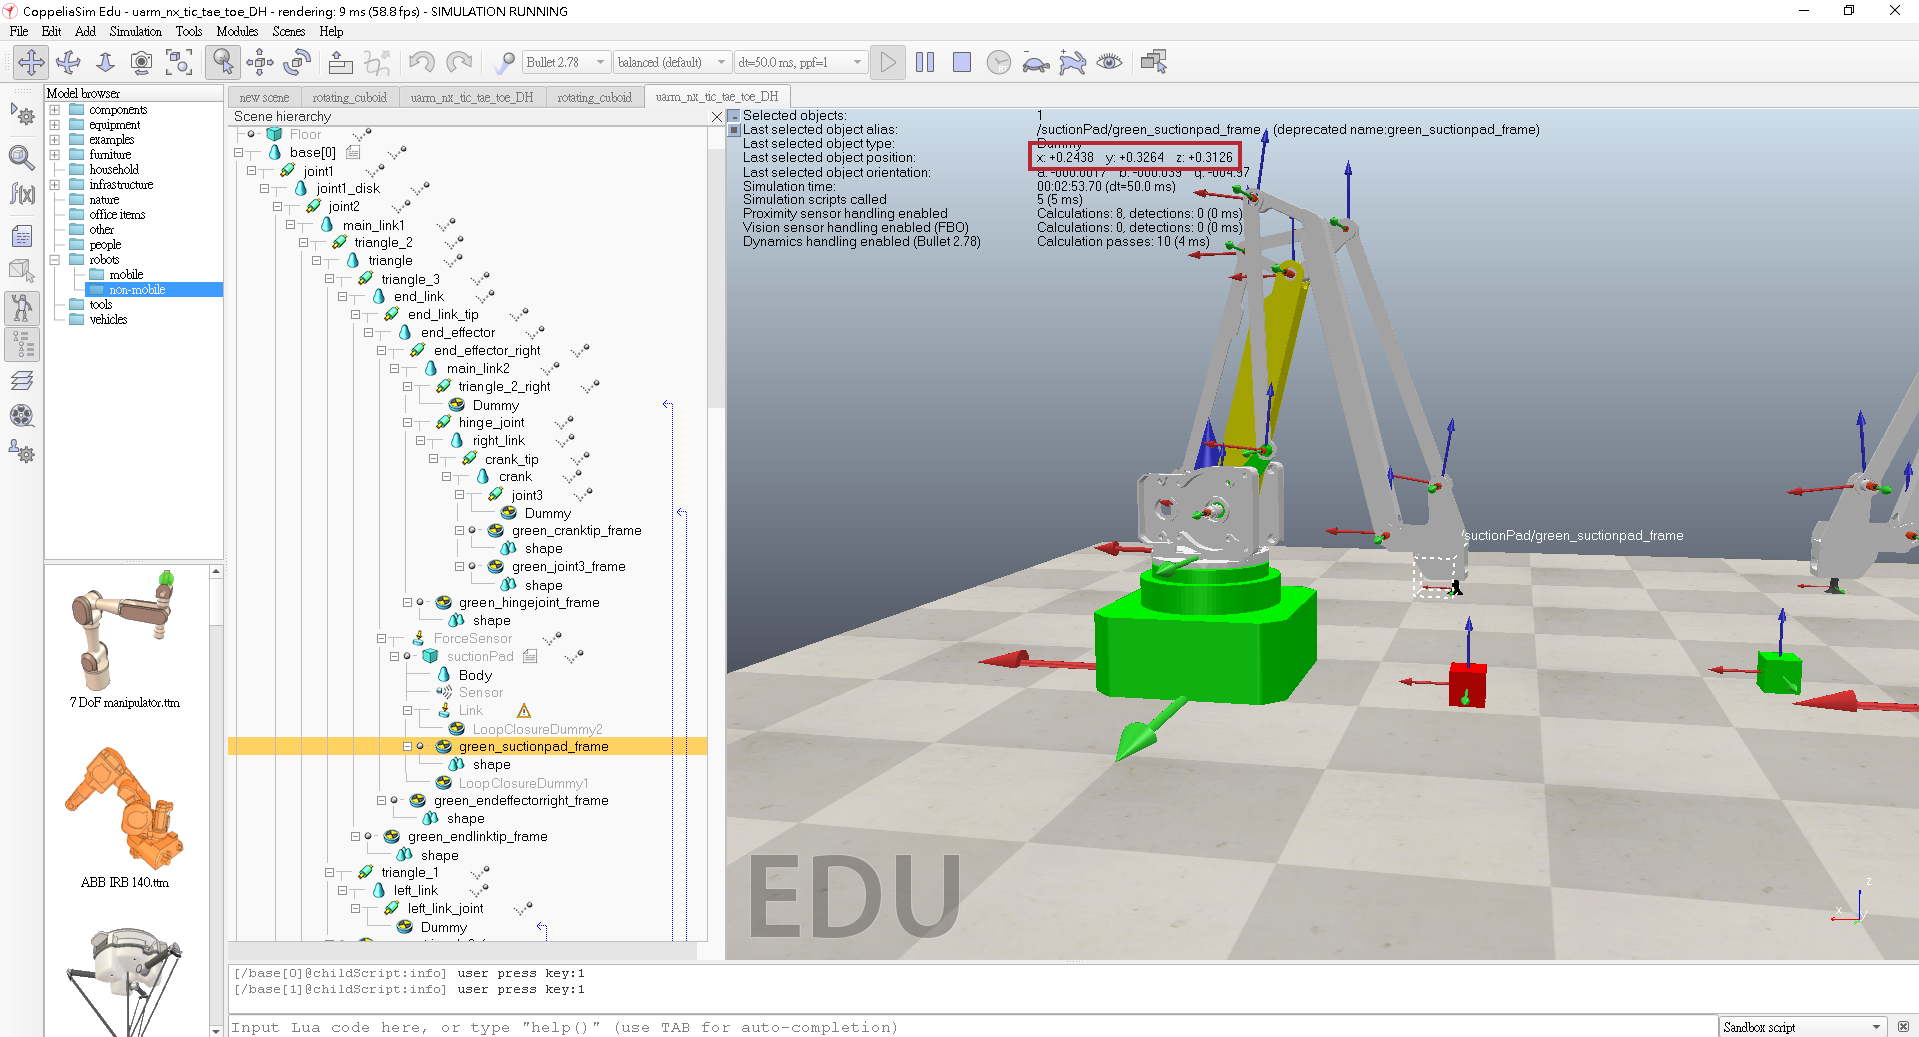 CoppeliaSim Edu - uarm_nx_tic_tae_toe_DH - rendering: 9 ms (58.8 fps) - SIMULATION RUNNING
File Edit Add Simulation Tools Modules Scenes Help
Bullet 2.78 balanced (default) dt=50.0 ms, ppf=1
Model browser
components
equipment
examples
furniture
household
infrastructure
nature
office items
other
people
robots
mobile
non-mobile
tools
vehicles
7 DoF manipulator.ttm
ABB IRB 140.ttm
new scene rotating_cuboid uarm_nx_tic_tae_toe_DH rotating_cuboid uarm_nx_tic_tae_toe_DH
Scene hierarchy
Floor
base[0]
joint1
joint1_disk
joint2
main_link1
triangle_2
triangle
triangle_3
end_link
end_link_tip
end_effector
end_effector_right
main_link2
triangle_2_right
Dummy
hinge_joint
right_link
crank_tip
crank
joint3
Dummy
green_cranktip_frame
shape
green_joint3_frame
shape
green_hingejoint_frame
shape
ForceSensor
suctionPad
Body
Sensor
Link
LoopClosureDummy2
green_suctionpad_frame
shape
LoopClosureDummy1
green_endeffectorright_frame
shape
green_endlinktip_frame
shape
triangle_1
left_link
left_link_joint
Dummy
Selected objects: 1
Last selected object alias: /suctionPad/green_suctionpad_frame (deprecated name:green_suctionpad_frame)
Last selected object type: Dummy
Last selected object position: x: +0.2438 y: +0.3264 z: +0.3126
Last selected object orientation: a: -000.0017 b: -000.039 g: -004.97
Simulation time: 00:02:53.70 (dt=50.0 ms)
Simulation scripts called 5 (5 ms)
Proximity sensor handling enabled Calculations: 8, detections: 0 (0 ms)
Vision sensor handling enabled (FBO) Calculations: 0, detections: 0 (0 ms)
Dynamics handling enabled (Bullet 2.78) Calculation passes: 10 (4 ms)
/suctionPad/green_suctionpad_frame
EDU
z
x
y
[/base[0]@childScript:info] user press key:1
[/base[1]@childScript:info] user press key:1
Input Lua code here, or type "help()" (use TAB for auto-completion)
Sandbox script